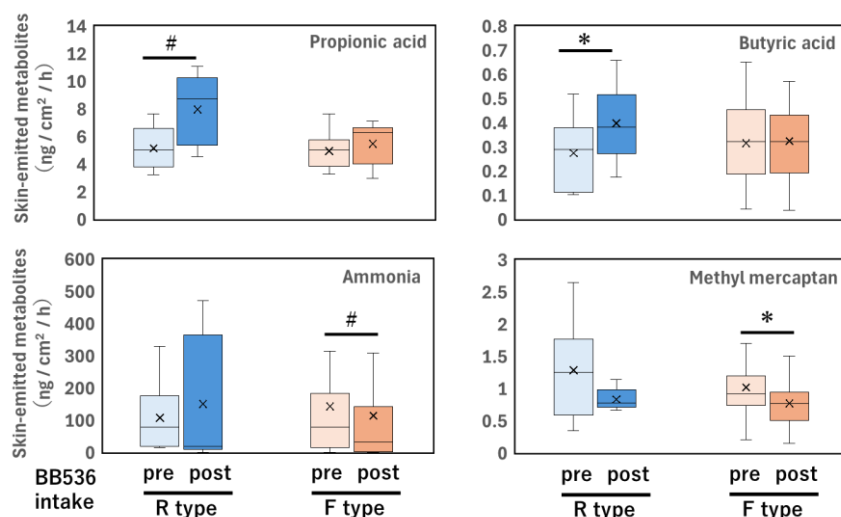 Skin-emitted metabolites
(ng / cm² / h)
14
12
10
8
6
4
2
0
#
Propionic acid
0.8
0.7
0.6
0.5
0.4
0.3
0.2
0.1
0
*
Butyric acid
Skin-emitted metabolites
(ng / cm² / h)
600
500
400
300
200
100
0
Ammonia
#
3
2.5
2
1.5
1
0.5
0
Methyl mercaptan
*
BB536
intake
pre post pre post
R type F type
pre post pre post
R type F type